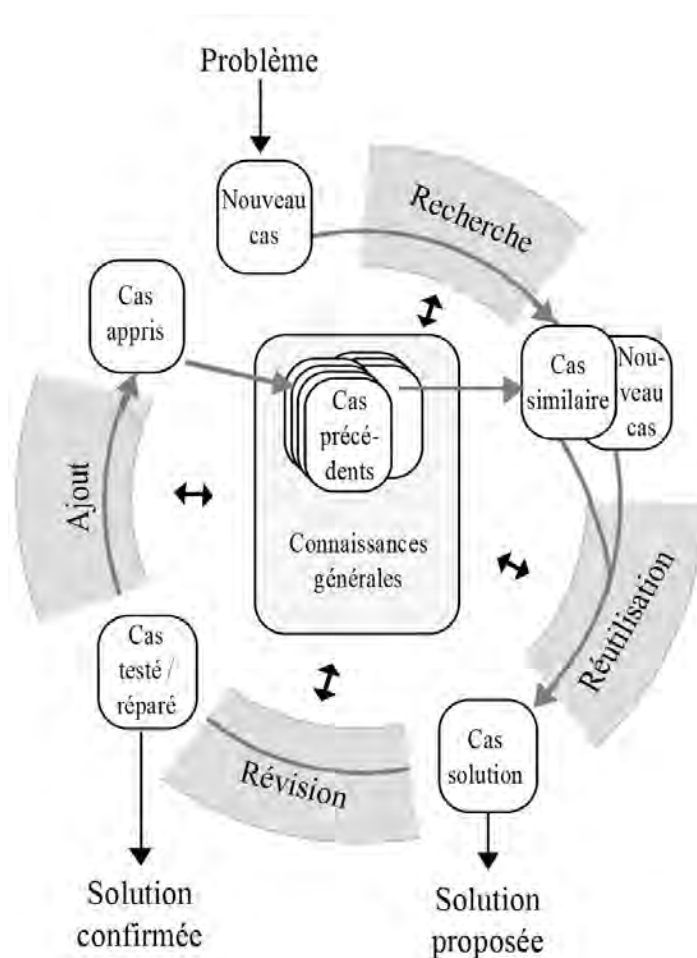 Problème
Nouveau
cas
Recherche
Cas
appris
Cas
similaire
Nou-
veau
cas
Cas
précé-
dents
Ajout
Connaissances
générales
Réutilisation
Cas
testé /
réparé
Révision
Cas
solution
Solution
confirmée
Solution
proposée